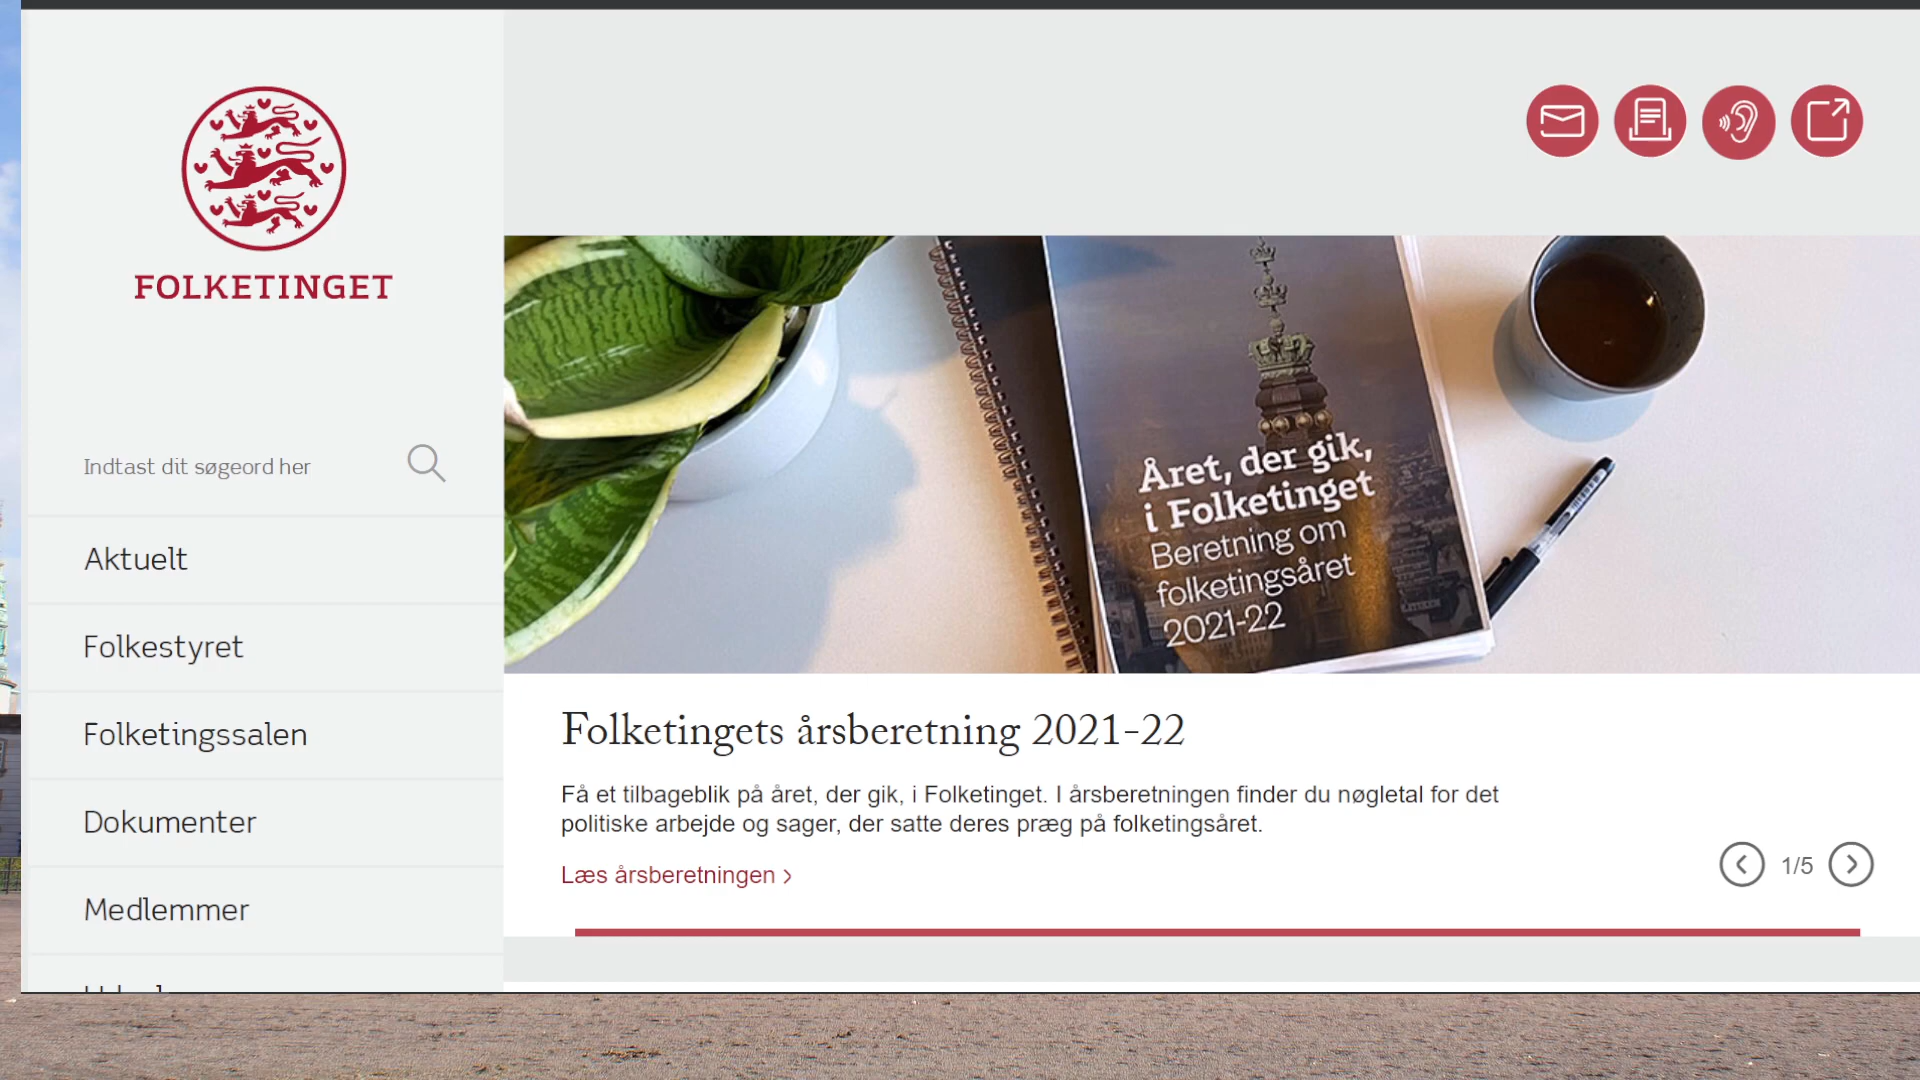 FOLKETINGET
Indtast dit søgeord her
Aktuelt
Folkestyret
Folketingssalen
Dokumenter
Medlemmer
Året, der gik,
i Folketinget
Beretning om
folketingsåret
2021-22
Folketingets årsberetning 2021-22
Få et tilbageblik på året, der gik, i Folketinget. I årsberetningen finder du nøgletal for det
politiske arbejde og sager, der satte deres præg på folketingsåret.
Læs årsberetningen >
1/5